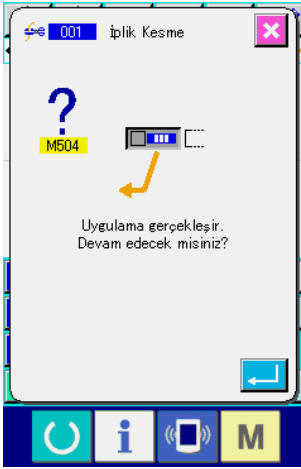 001 İplik Kesme
?
M504
Uygulama gerçekleşir.
Devam edecek misiniz?
i
M